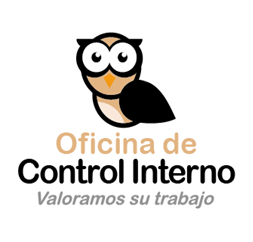 Oficina de
Control Interno
Valoramos su trabajo